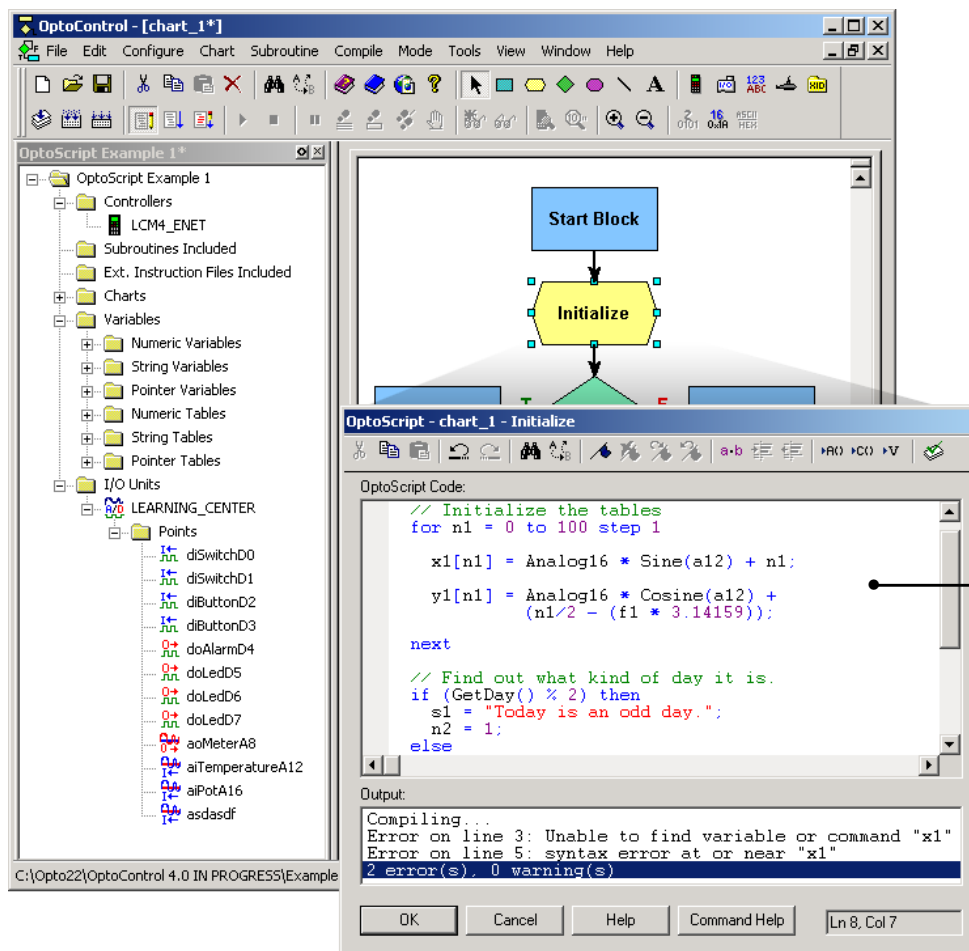 OptoControl - [chart_1*]
File Edit Configure Chart Subroutine Compile Mode Tools View Window Help
OptoScript Example 1*
OptoScript Example 1
Controllers
LCM4_ENET
Subroutines Included
Ext. Instruction Files Included
Charts
Variables
Numeric Variables
String Variables
Pointer Variables
Numeric Tables
String Tables
Pointer Tables
I/O Units
LEARNING_CENTER
Points
diSwitchD0
diSwitchD1
diButtonD2
diButtonD3
doAlarmD4
doLedD5
doLedD6
doLedD7
aoMeterA8
aiTemperatureA12
aiPotA16
asdasdf
C:\Opto22\OptoControl 4.0 IN PROGRESS\Example
Start Block
Initialize
T F
OptoScript - chart_1 - Initialize
OptoScript Code:
// Initialize the tables
for n1 = 0 to 100 step 1
x1[n1] = Analog16 * Sine(a12) + n1;
y1[n1] = Analog16 * Cosine(a12) +
(n1/2 - (f1 * 3.14159));
next
// Find out what kind of day it is.
if (GetDay() % 2) then
s1 = "Today is an odd day.";
n2 = 1;
else
Output:
Compiling...
Error on line 3: Unable to find variable or command "x1"
Error on line 5: syntax error at or near "x1"
2 error(s), 0 warning(s)
OK Cancel Help Command Help Ln 8, Col 7